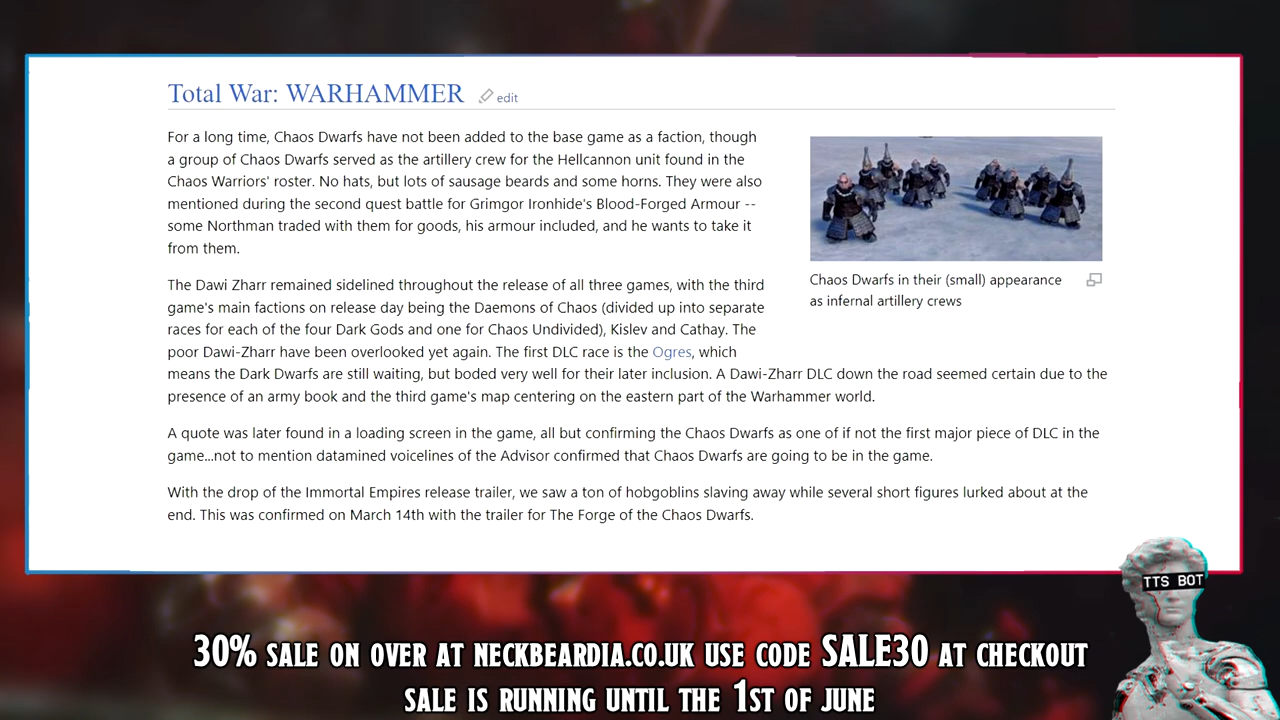 Total War: WARHAMMER edit
For a long time, Chaos Dwarfs have not been added to the base game as a faction, though
a group of Chaos Dwarfs served as the artillery crew for the Hellcannon unit found in the
Chaos Warriors' roster. No hats, but lots of sausage beards and some horns. They were also
mentioned during the second quest battle for Grimgor Ironhide's Blood-Forged Armour --
some Northman traded with them for goods, his armour included, and he wants to take it
from them.
Chaos Dwarfs in their (small) appearance
as infernal artillery crews
The Dawi Zharr remained sidelined throughout the release of all three games, with the third
game's main factions on release day being the Daemons of Chaos (divided up into separate
races for each of the four Dark Gods and one for Chaos Undivided), Kislev and Cathay. The
poor Dawi-Zharr have been overlooked yet again. The first DLC race is the Ogres, which
means the Dark Dwarfs are still waiting, but boded very well for their later inclusion. A Dawi-Zharr DLC down the road seemed certain due to the
presence of an army book and the third game's map centering on the eastern part of the Warhammer world.
A quote was later found in a loading screen in the game, all but confirming the Chaos Dwarfs as one of if not the first major piece of DLC in the
game...not to mention datamined voicelines of the Advisor confirmed that Chaos Dwarfs are going to be in the game.
With the drop of the Immortal Empires release trailer, we saw a ton of hobgoblins slaving away while several short figures lurked about at the
end. This was confirmed on March 14th with the trailer for The Forge of the Chaos Dwarfs.
TTS BOT
30% SALE ON OVER AT NECKBEARDIA.CO.UK USE CODE SALE30 AT CHECKOUT
SALE IS RUNNING UNTIL THE 1ST OF JUNE